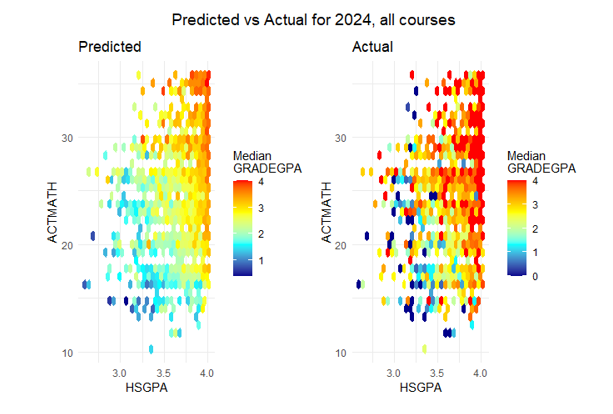 Predicted vs Actual for 2024, all courses
Predicted
Actual
30
20
10
ACTMATH
3.0
3.5
4.0
HSGPA
Median
GRADEGPA
4
3
2
1
30
20
10
ACTMATH
3.0
3.5
4.0
HSGPA
Median
GRADEGPA
4
3
2
1
0